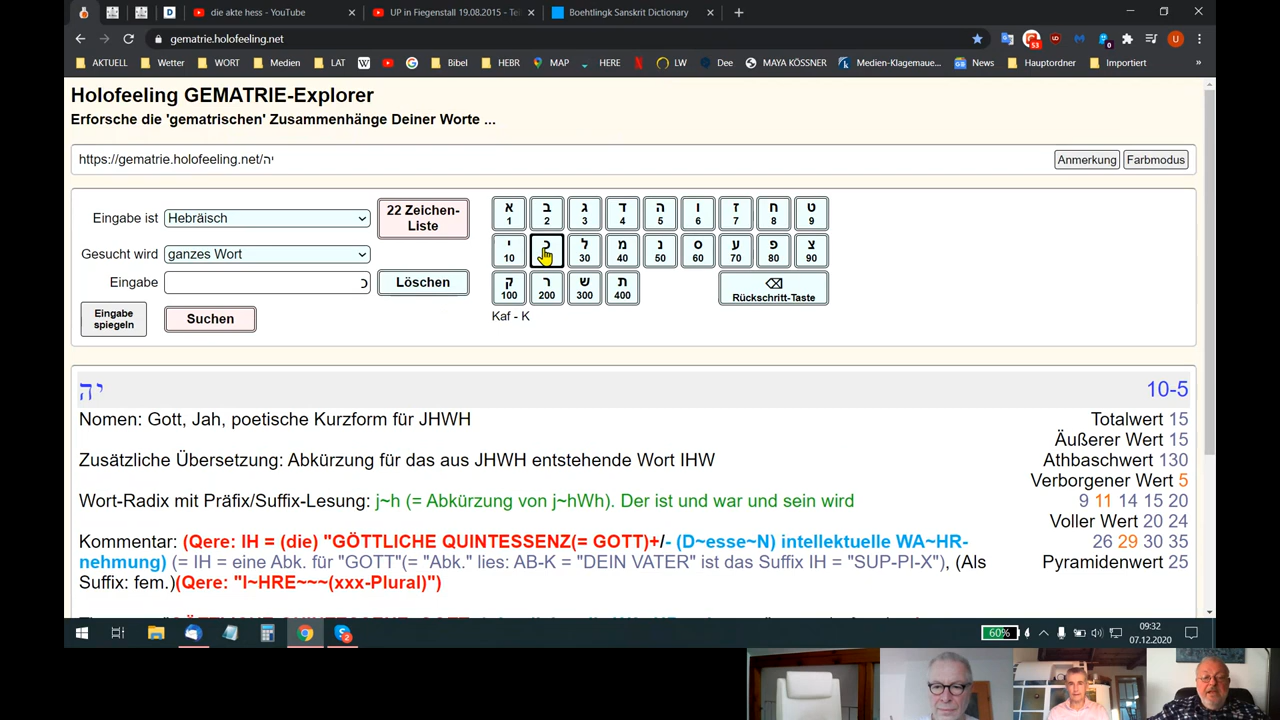 die akte hess - YouTube
UP in Fiegenstall 19.08.2015 - Te
Boehtlingk Sanskrit Dictionary
gematrie.holofeeling.net
AKTUELL
Wetter
WORT
Medien
LAT
Bibel
HEBR
MAP
HERE
LW
Dee
MAYA KÖSSNER
Medien-Klagemaue...
News
Hauptordner
Importiert
Holofeeling GEMATRIE-Explorer
Erforsche die 'gematrischen' Zusammenhänge Deiner Worte ...
https://gematrie.holofeeling.net/יה
Anmerkung
Farbmodus
Eingabe ist
Hebräisch
22 Zeichen-
Liste
Gesucht wird
ganzes Wort
Eingabe
כ
Löschen
Eingabe
spiegeln
Suchen
א ב ג ד ה ו ז ח ט
1 2 3 4 5 6 7 8 9
י כ ל מ נ ס ע פ צ
10 30 40 50 60 70 80 90
ק ר ש ת
100 200 300 400
Rückschritt-Taste
Kaf - K
יה
10-5
Nomen: Gott, Jah, poetische Kurzform für JHWH
Zusätzliche Übersetzung: Abkürzung für das aus JHWH entstehende Wort IHW
Wort-Radix mit Präfix/Suffix-Lesung: j~h (= Abkürzung von j~hWh). Der ist und war und sein wird
Kommentar: (Qere: IH = (die) "GÖTTLICHE QUINTESSENZ(= GOTT)+/- (D~esse~N) intellektuelle WA~HR-
nehmung) (= IH = eine Abk. für "GOTT"(= "Abk." lies: AB-K = "DEIN VATER" ist das Suffix IH = "SUP-PI-X"), (Als
Suffix: fem.)(Qere: "I~HRE~~~(xxx-Plural)")
Totalwert 15
Äußerer Wert 15
Athbaschwert 130
Verborgener Wert 5
9 11 14 15 20
Voller Wert 20 24
26 29 30 35
Pyramidenwert 25
60%
09:32
07.12.2020